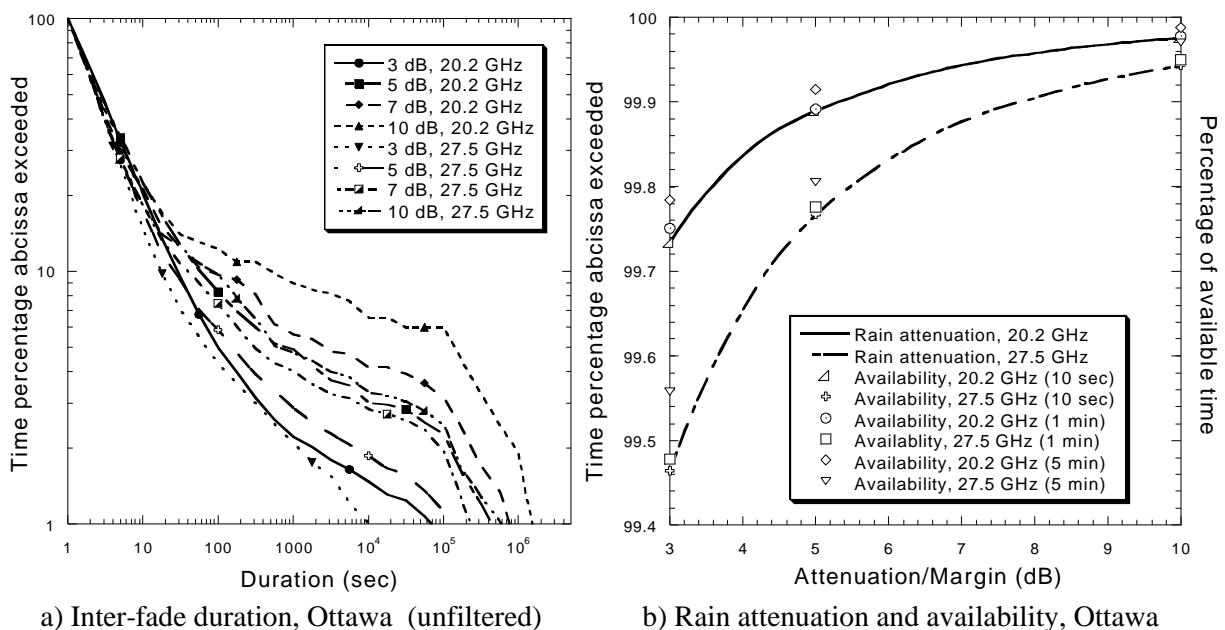 100
10
1
Time percentage abcissa exceeded
3 dB, 20.2 GHz
5 dB, 20.2 GHz
7 dB, 20.2 GHz
10 dB, 20.2 GHz
3 dB, 27.5 GHz
5 dB, 27.5 GHz
7 dB, 27.5 GHz
10 dB, 27.5 GHz
1 10 100 1000 10⁴ 10⁵ 10⁶
Duration (sec)
a) Inter-fade duration, Ottawa (unfiltered)
100.
99.9
99.8
99.7
99.6
99.5
99.4
Time percentage abcissa exceeded
Percentage of available time
Rain attenuation, 20.2 GHz
Rain attenuation, 27.5 GHz
Availability, 20.2 GHz (10 sec)
Availability, 27.5 GHz (10 sec)
Availability, 20.2 GHz (1 min)
Availablity, 27.5 GHz (1 min)
Availability, 20.2 GHz (5 min)
Availability, 27.5 GHz (5 min)
3 4 5 6 7 8 9 10
Attenuation/Margin (dB)
b) Rain attenuation and availability, Ottawa